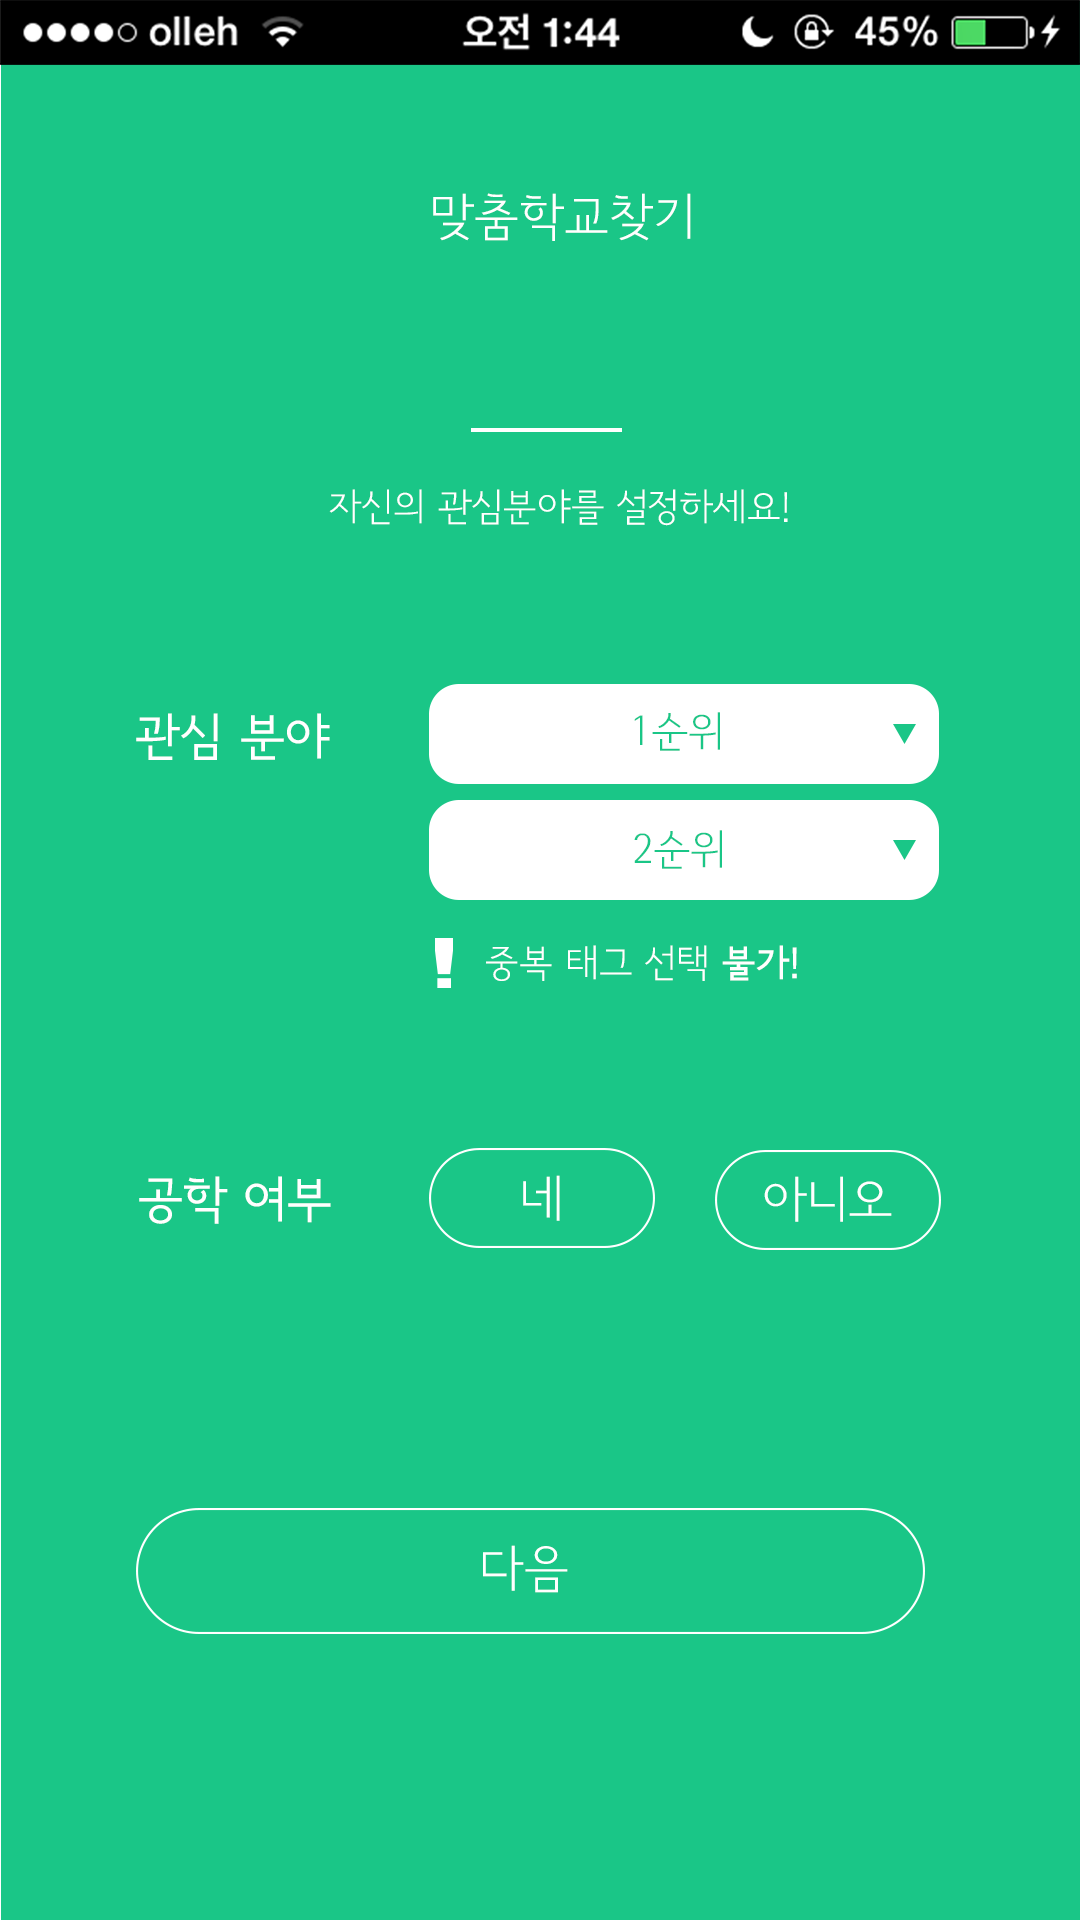 olleh 오전 1:44 45%
맞춤학교찾기
자신의 관심분야를 설정하세요!
관심 분야 1순위 ▼
2순위 ▼
! 중복 태그 선택 불가!
공학 여부 네 아니오
다음